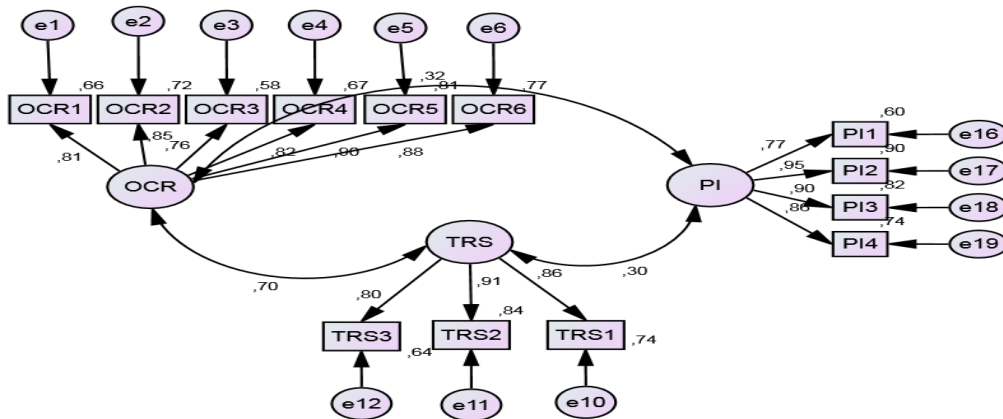 e1 e2 e3 e4 e5 e6
,66 ,72 ,58 ,67 ,32 ,81 ,77
OCR1 OCR2 OCR3 OCR4 OCR5 OCR6
,81 ,85 ,76 ,82 ,90 ,88
OCR
PI
,77 ,95 ,90 ,86
,60
PI1 e16
,90
PI2 e17
,82
PI3 e18
,74
PI4 e19
TRS
,70 ,30
,80 ,91 ,86
TRS3 ,64 TRS2 ,84 TRS1 ,74
e12 e11 e10